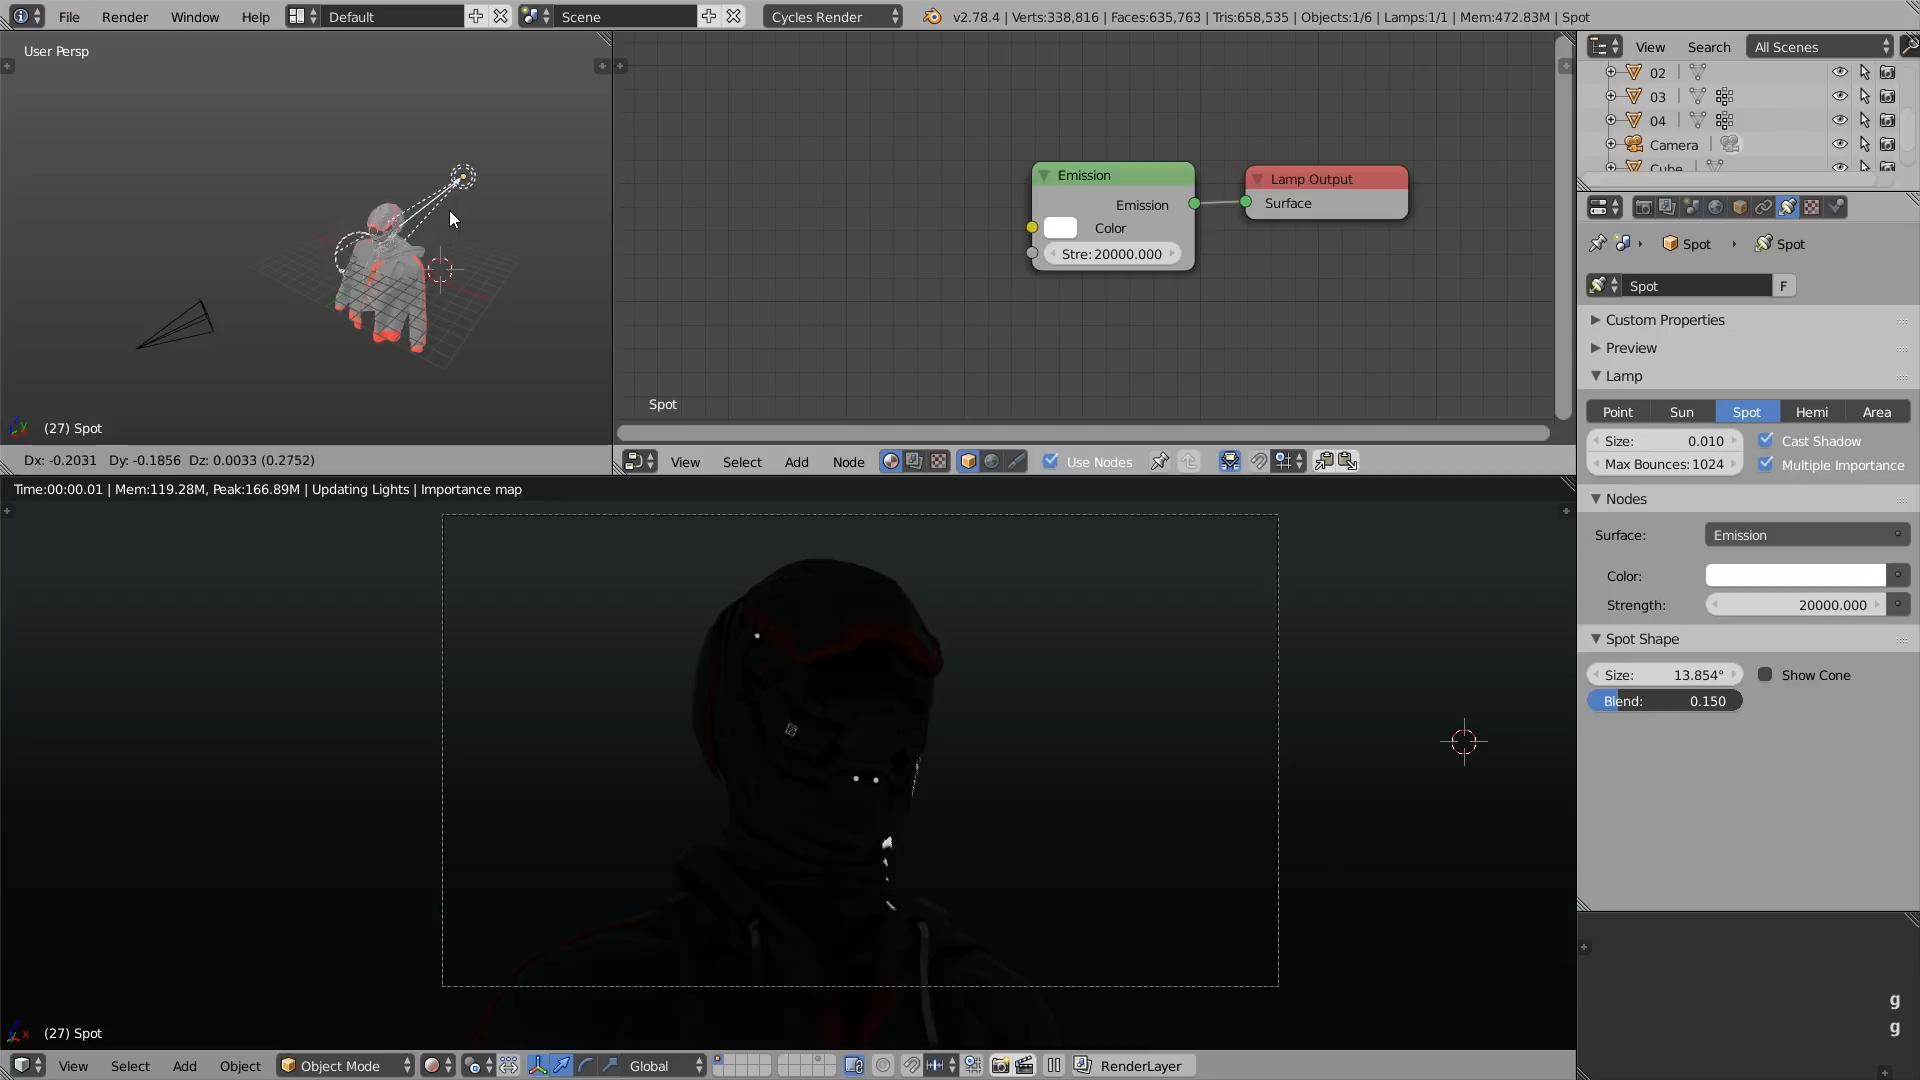 File Render Window Help Default Scene Cycles Render v2.78.4 | Verts:338,816 | Faces:635,763 | Tris:658,535 | Objects:1/6 | Lamps:1/1 | Mem:472.83M | Spot
User Persp
View Search All Scenes
02
03
04
Camera
Cube
Emission
Emission
Color
Stre: 20000.000
Lamp Output
Surface
Spot
(27) Spot
Dx: -0.2031 Dy: -0.1856 Dz: 0.0033 (0.2752)
View Select Add Node Use Nodes
Spot Spot
Spot F
Custom Properties
Preview
Lamp
Point Sun Spot Hemi Area
Size: 0.010 Cast Shadow
Max Bounces: 1024 Multiple Importance
Nodes
Surface: Emission
Color:
Strength: 20000.000
Spot Shape
Size: 13.854° Show Cone
Blend: 0.150
Time:00:00.01 | Mem:119.28M, Peak:166.89M | Updating Lights | Importance map
(27) Spot
g
g
View Select Add Object Object Mode Global RenderLayer